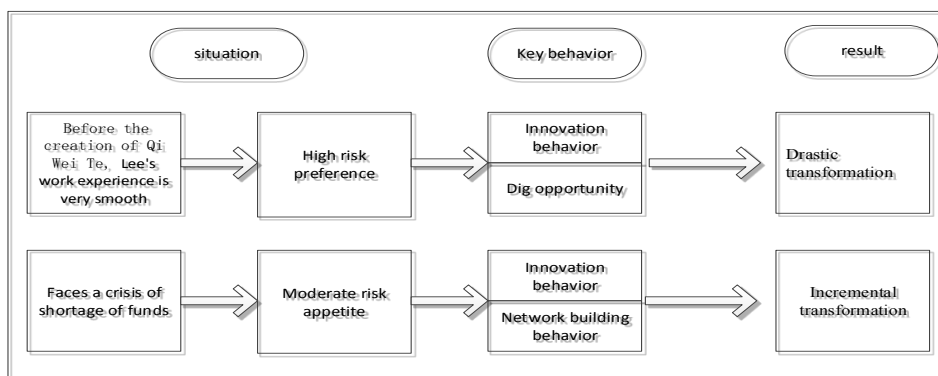 situation
Key behavior
result
Before the
creation of Qi
Wei Te, Lee's
work experience is
very smooth
High risk
preference
Innovation
behavior
Dig opportunity
Drastic
transformation
Faces a crisis of
shortage of funds
Moderate risk
appetite
Innovation
behavior
Network building
behavior
Incremental
transformation